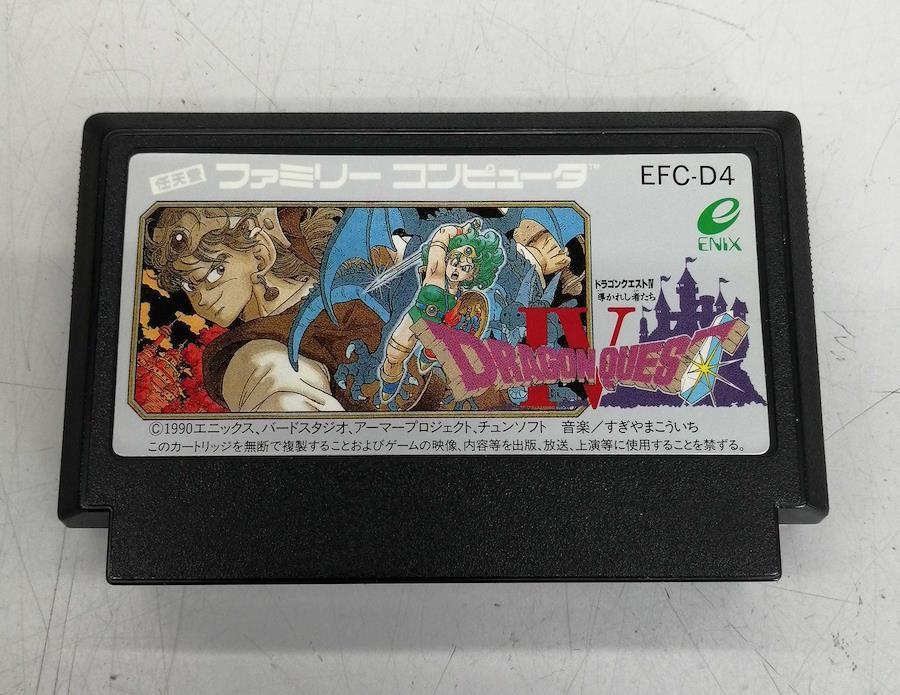 任天堂 ファミリー コンピュータ™ EFC-D4
ENIX
ドラゴンクエストIV
導かれし者たち
IV
DRAGON QUEST
©1990エニックス、バードスタジオ、アーマープロジェクト、チュンソフト 音楽/すぎやまこういち
このカートリッジを無断で複製することおよびゲームの映像、内容等を出版、放送、上演等に使用することを禁ずる。